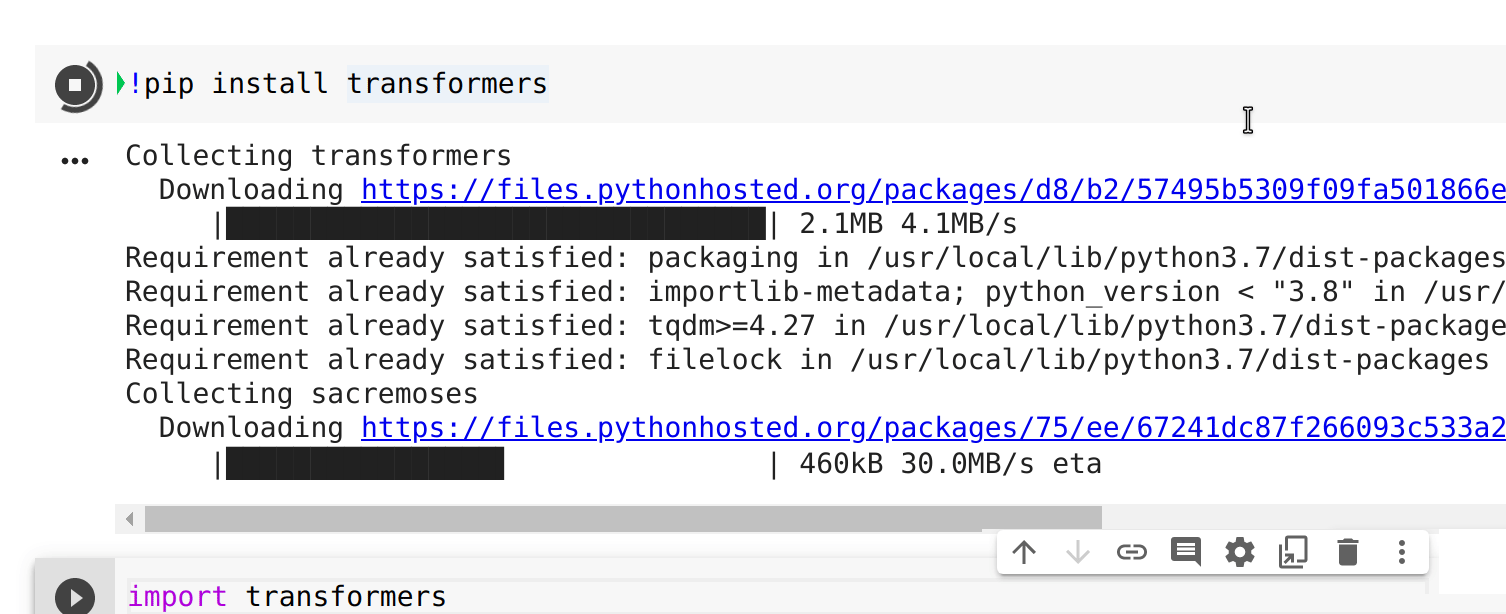 !pip install transformers
Collecting transformers
Downloading https://files.pythonhosted.org/packages/d8/b2/57495b5309f09fa501866e
2.1MB 4.1MB/s
Requirement already satisfied: packaging in /usr/local/lib/python3.7/dist-packages
Requirement already satisfied: importlib-metadata; python_version < "3.8" in /usr/
Requirement already satisfied: tqdm>=4.27 in /usr/local/lib/python3.7/dist-package
Requirement already satisfied: filelock in /usr/local/lib/python3.7/dist-packages
Collecting sacremoses
Downloading https://files.pythonhosted.org/packages/75/ee/67241dc87f266093c533a2
460kB 30.0MB/s eta
import transformers